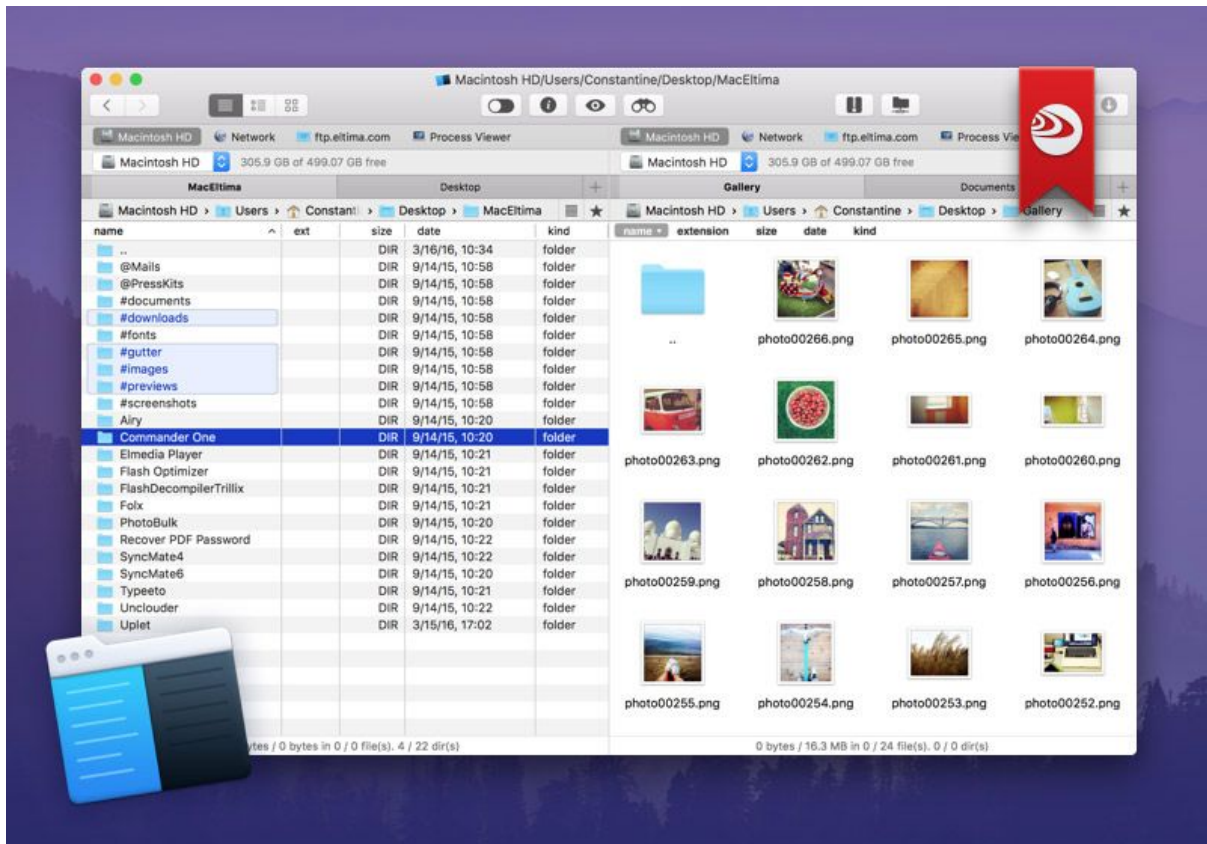 Macintosh HD/Users/Constantine/Desktop/MacEltima
Macintosh HD Network ftp.eltima.com Process Viewer
Macintosh HD 305.9 GB of 499.07 GB free
MacEltima Desktop +
Macintosh HD › Users › Constanti › Desktop › MacEltima
name ext size date kind
.. DIR 3/16/16, 10:34 folder
@Mails DIR 9/14/15, 10:58 folder
@PressKits DIR 9/14/15, 10:58 folder
#documents DIR 9/14/15, 10:58 folder
#downloads DIR 9/14/15, 10:58 folder
#fonts DIR 9/14/15, 10:58 folder
#gutter DIR 9/14/15, 10:58 folder
#images DIR 9/14/15, 10:58 folder
#previews DIR 9/14/15, 10:58 folder
#screenshots DIR 9/14/15, 10:58 folder
Airy DIR 9/14/15, 10:20 folder
Commander One DIR 9/14/15, 10:20 folder
Elmedia Player DIR 9/14/15, 10:21 folder
Flash Optimizer DIR 9/14/15, 10:21 folder
FlashDecompilerTrillix DIR 9/14/15, 10:21 folder
Folx DIR 9/14/15, 10:21 folder
PhotoBulk DIR 9/14/15, 10:20 folder
Recover PDF Password DIR 9/14/15, 10:22 folder
SyncMate4 DIR 9/14/15, 10:22 folder
SyncMate6 DIR 9/14/15, 10:20 folder
Typeeto DIR 9/14/15, 10:21 folder
Unclouder DIR 9/14/15, 10:22 folder
Uplet DIR 3/15/16, 17:02 folder
ytes / 0 bytes in 0 / 0 file(s). 4 / 22 dir(s)
Macintosh HD Network ftp.eltima.com Process Vie
Macintosh HD 305.9 GB of 499.07 GB free
Gallery Documents +
Macintosh HD › Users › Constantine › Desktop › Gallery
name extension size date kind
.. photo00266.png photo00265.png photo00264.png
photo00263.png photo00262.png photo00261.png photo00260.png
photo00259.png photo00258.png photo00257.png photo00256.png
photo00255.png photo00254.png photo00253.png photo00252.png
0 bytes / 16.3 MB in 0 / 24 file(s). 0 / 0 dir(s)